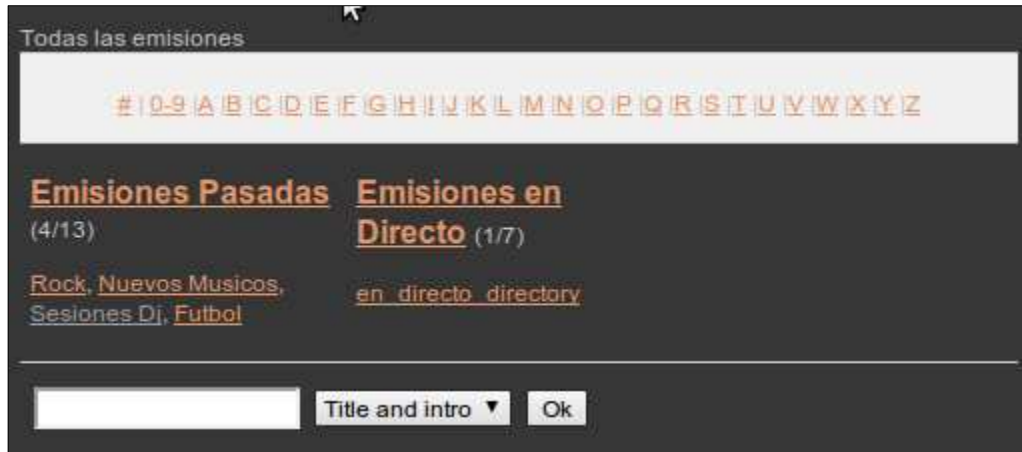 Todas las emisiones
# | 0-9 |A |B |C |D |E |F |G |H |I |J |K |L |M |N |O |P |Q |R |S |T |U |V |W |X |Y |Z
Emisiones Pasadas
(4/13)
Rock, Nuevos Musicos,
Sesiones Dj, Futbol
Emisiones en
Directo (1/7)
en_directo_directory
Title and intro ▼ Ok